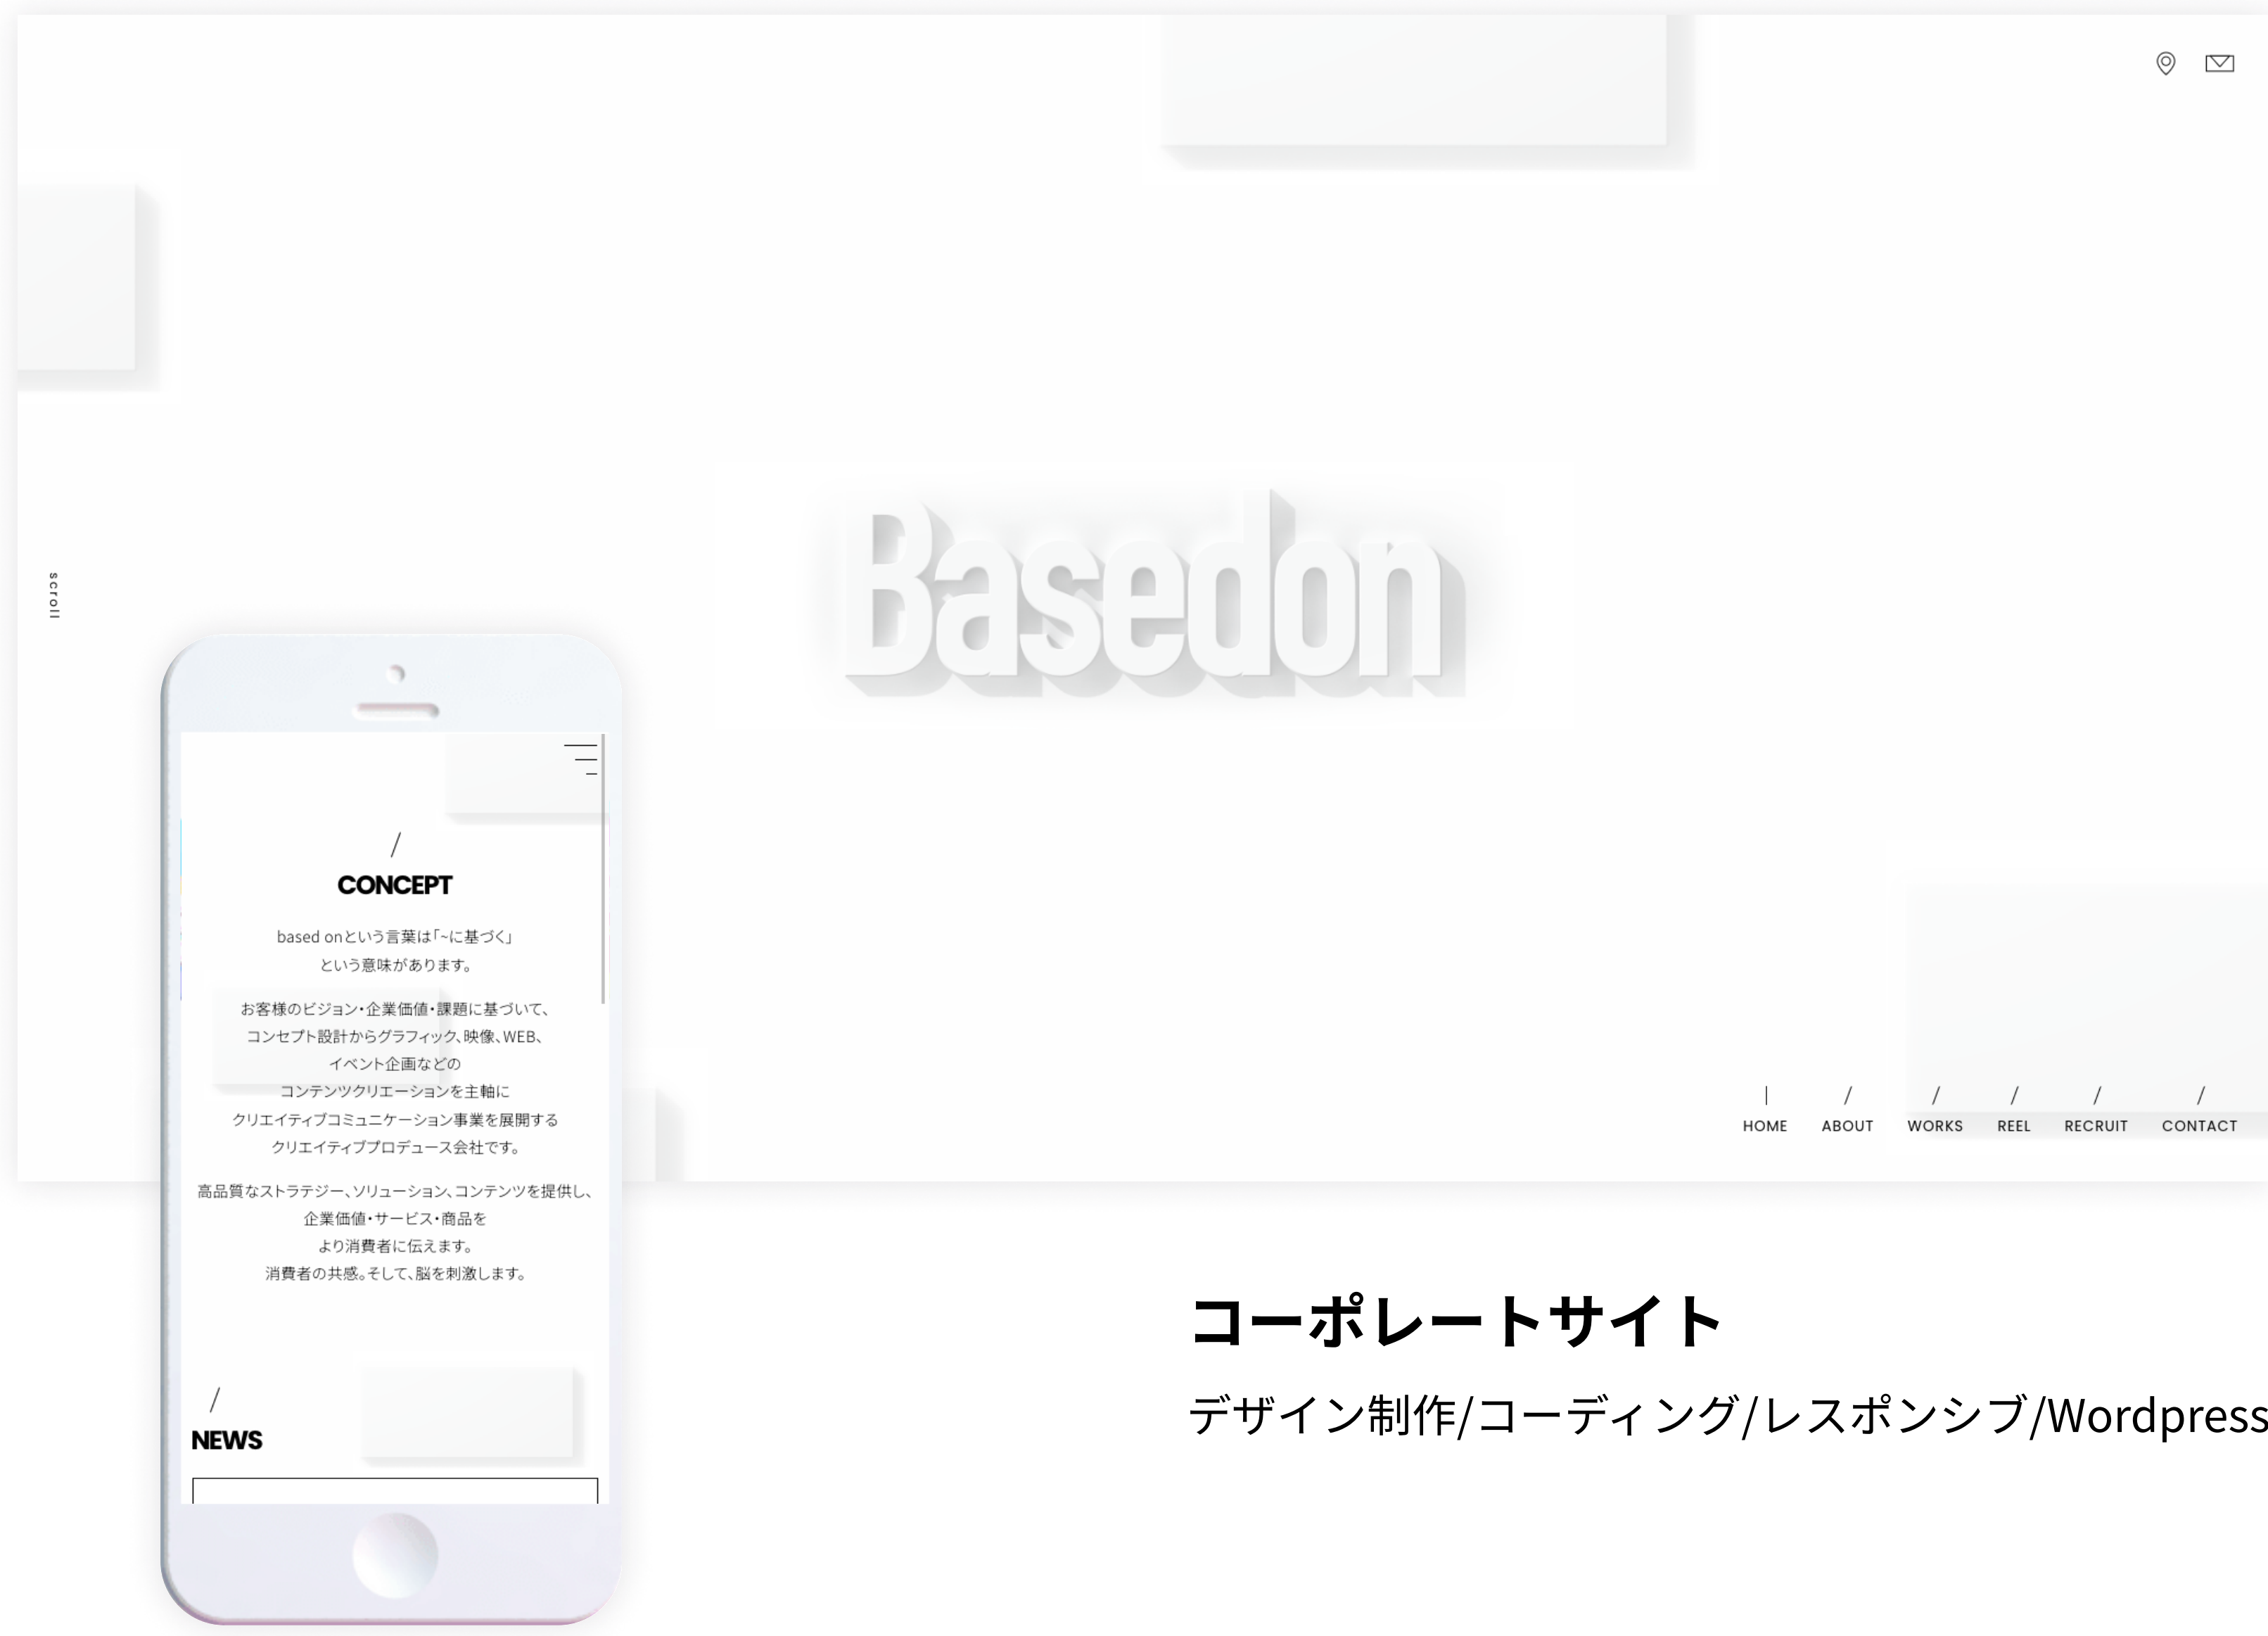 Basedon
scroll
HOME ABOUT WORKS REEL RECRUIT CONTACT
CONCEPT
based onという言葉は「~に基づく」
という意味があります。
お客様のビジョン・企業価値・課題に基づいて、
コンセプト設計からグラフィック、映像、WEB、
イベント企画などの
コンテンツクリエーションを主軸に
クリエイティブコミュニケーション事業を展開する
クリエイティブプロデュース会社です。
高品質なストラテジー、ソリューション、コンテンツを提供し、
企業価値・サービス・商品を
より消費者に伝えます。
消費者の共感。そして、脳を刺激します。
NEWS
コーポレートサイト
デザイン制作/コーディング/レスポンシブ/Wordpress